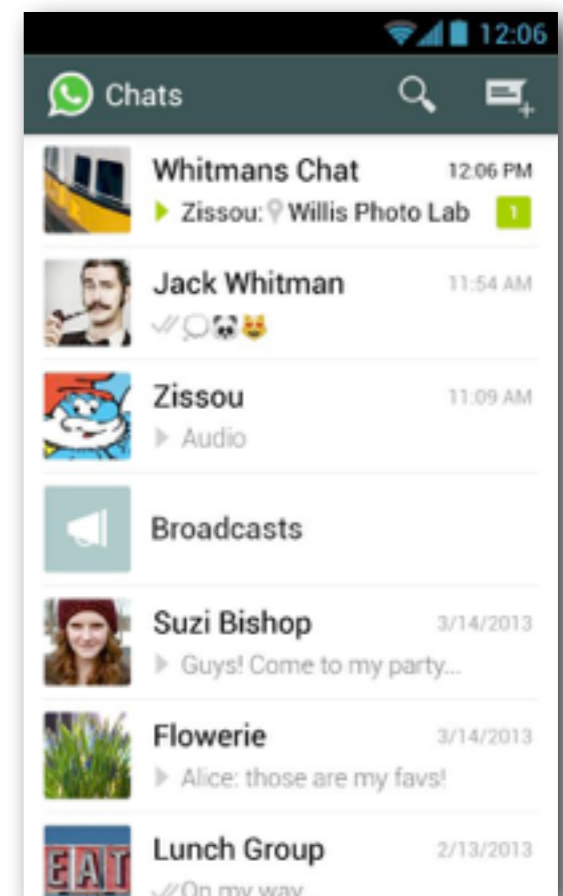 12:06
Chats
Whitmans Chat 12:06 PM
Zissou: Willis Photo Lab 1
Jack Whitman 11:54 AM
Zissou 11:09 AM
Audio
Broadcasts
Suzi Bishop 3/14/2013
Guys! Come to my party...
Flowerie 3/14/2013
Alice: those are my favs!
EAT
Lunch Group 2/13/2013
On my way...